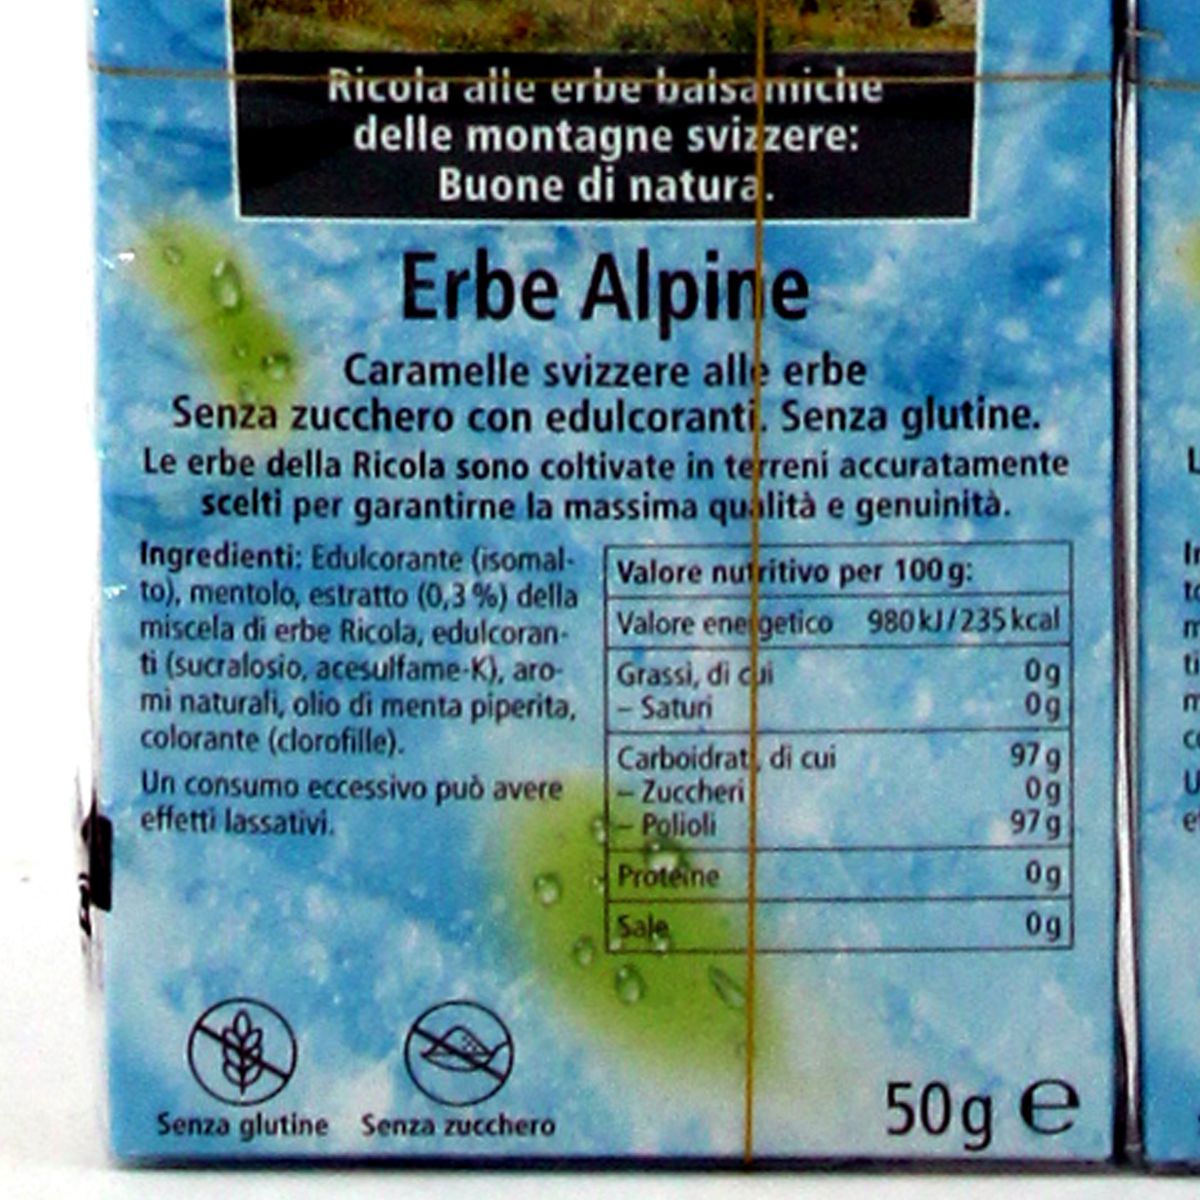 Ricola alle erbe balsamiche
delle montagne svizzere:
Buone di natura.
Erbe Alpine
Caramelle svizzere alle erbe
Senza zucchero con edulcoranti. Senza glutine.
Le erbe della Ricola sono coltivate in terreni accuratamente
scelti per garantirne la massima qualità e genuinità.
Ingredienti: Edulcorante (isomal-
to), mentolo, estratto (0,3 %) della
miscela di erbe Ricola, edulcoran-
ti (sucralosio, acesulfame-K), aro-
mi naturali, olio di menta piperita,
colorante (clorofille).
Un consumo eccessivo può avere
effetti lassativi.
Valore nutritivo per 100 g:
Valore energetico 980 kJ/235 kcal
Grassi, di cui 0 g
– Saturi 0 g
Carboidrati, di cui 97 g
– Zuccheri 0 g
– Polioli 97 g
Proteine 0 g
Sale 0 g
Senza glutine Senza zucchero
50 g ℮